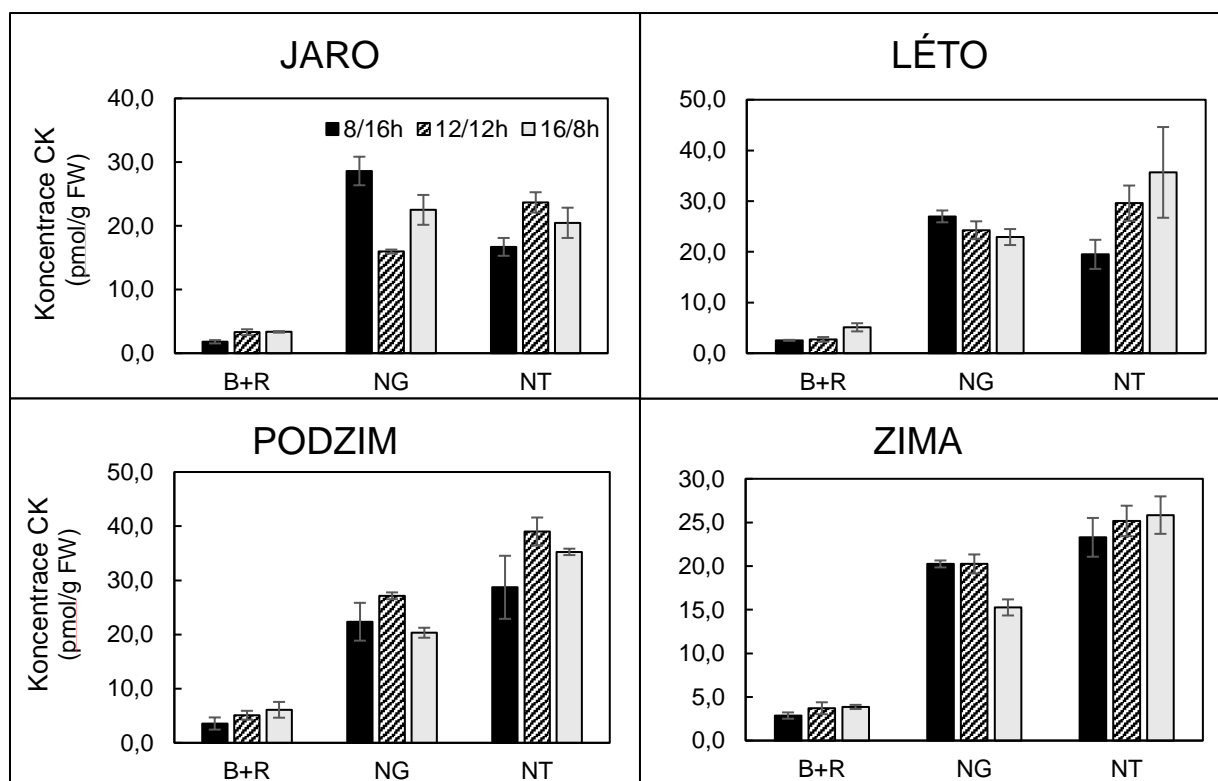 JARO
Koncentrace CK
(pmol/g FW)
40,0
30,0
20,0
10,0
0,0
8/16h 12/12h 16/8h
B+R NG NT
LÉTO
50,0
40,0
30,0
20,0
10,0
0,0
B+R NG NT
PODZIM
Koncentrace CK
(pmol/g FW)
50,0
40,0
30,0
20,0
10,0
0,0
B+R NG NT
ZIMA
30,0
25,0
20,0
15,0
10,0
5,0
0,0
B+R NG NT